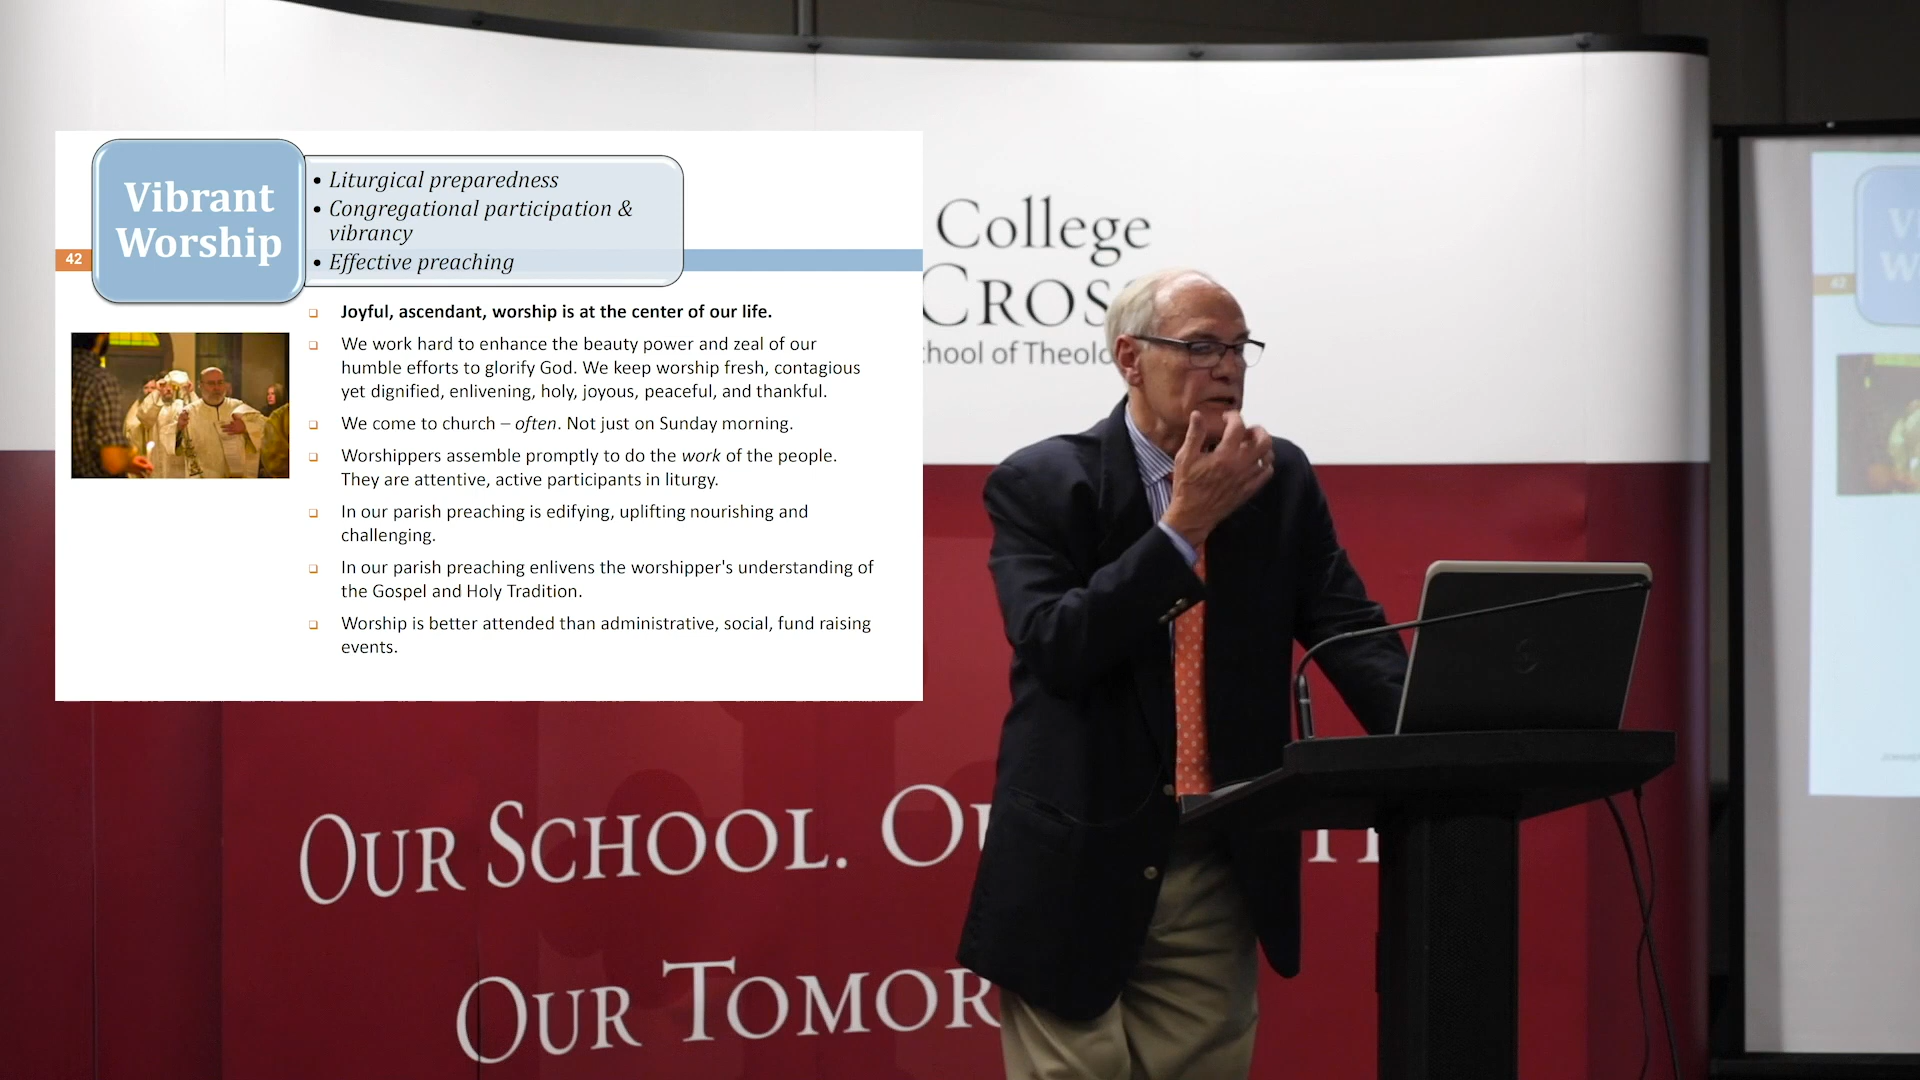 Vibrant
Worship
• Liturgical preparedness
• Congregational participation &
vibrancy
• Effective preaching
42
Joyful, ascendant, worship is at the center of our life.
We work hard to enhance the beauty power and zeal of our
humble efforts to glorify God. We keep worship fresh, contagious
yet dignified, enlivening, holy, joyous, peaceful, and thankful.
We come to church – often. Not just on Sunday morning.
Worshippers assemble promptly to do the work of the people.
They are attentive, active participants in liturgy.
In our parish preaching is edifying, uplifting nourishing and
challenging.
In our parish preaching enlivens the worshipper's understanding of
the Gospel and Holy Tradition.
Worship is better attended than administrative, social, fund raising
events.
College
CROSS
School of Theolo
OUR SCHOOL. OU
OUR TOMOR
42